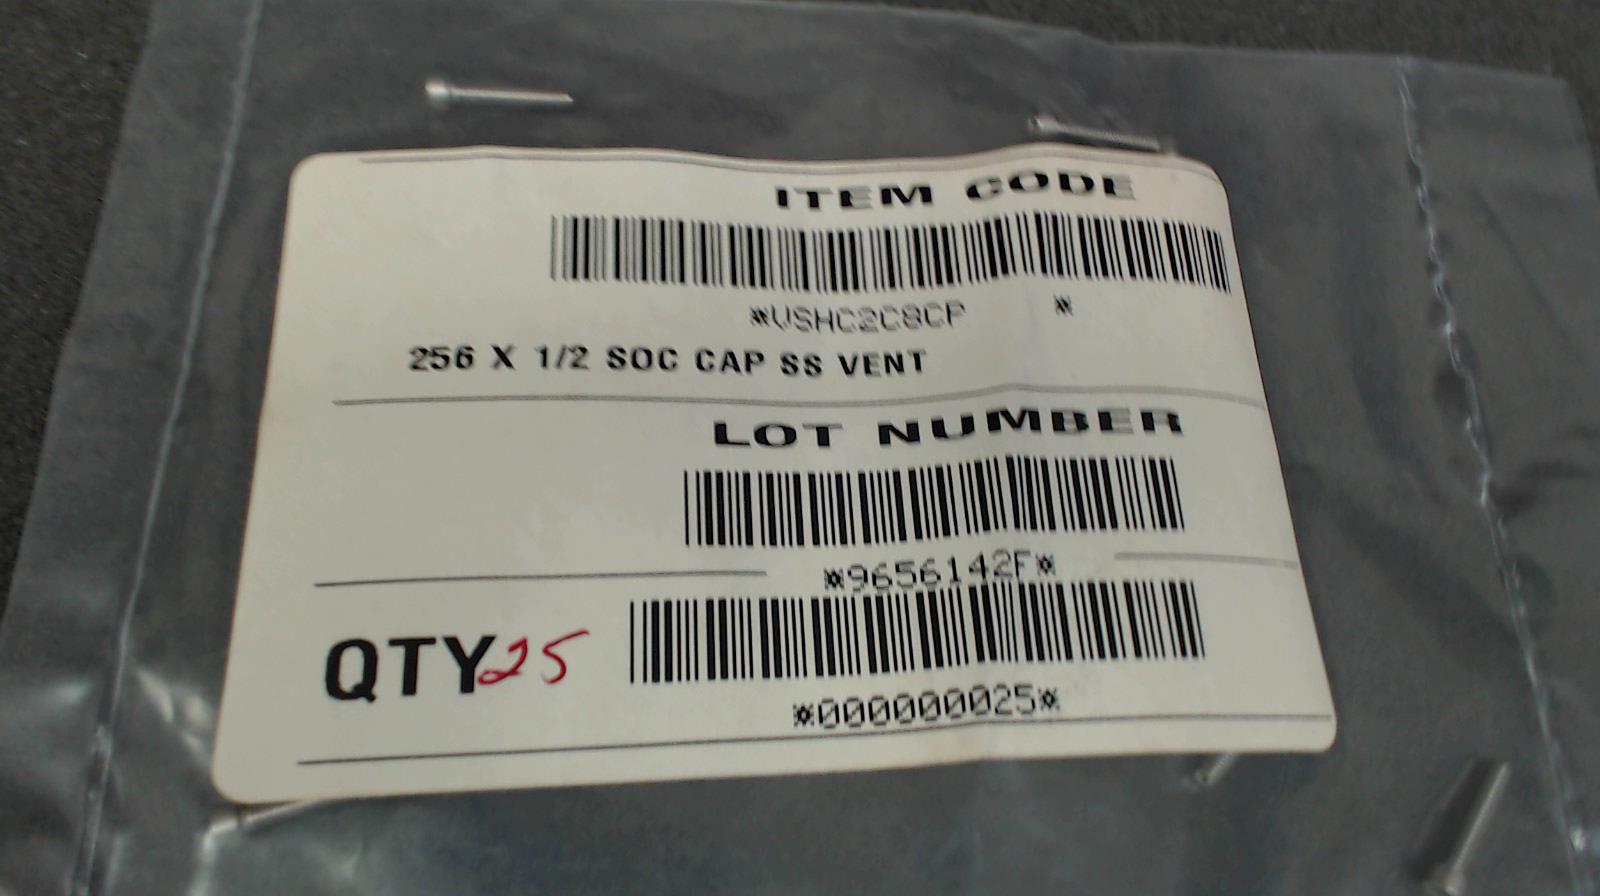 ITEM CODE
*VSHC2C8CP *
256 X 1/2 SOC CAP SS VENT
LOT NUMBER
*9656142F*
QTY 25
*000000025*